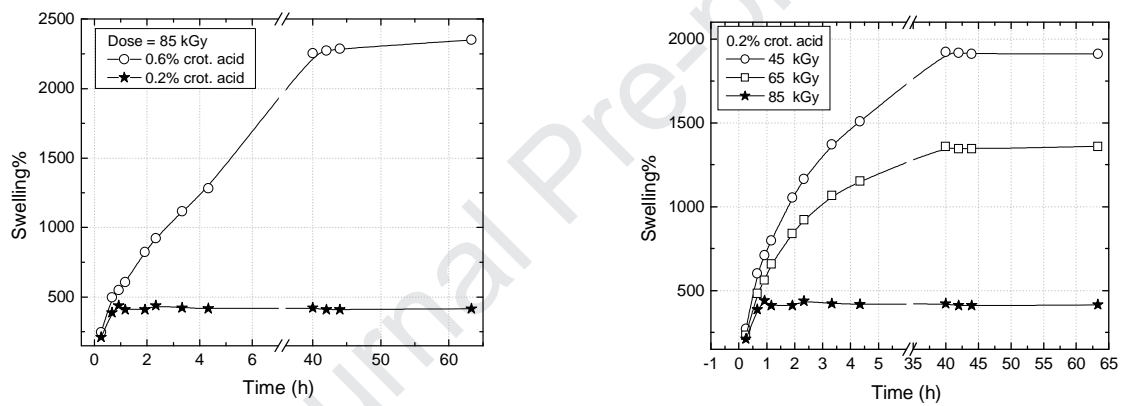 2500
2000
1500
1000
500
Swelling%
Dose = 85 kGy
0.6% crot. acid
0.2% crot. acid
0 2 4 6 40 50 60
Time (h)
2000
1500
1000
500
Swelling%
0.2% crot. acid
45 kGy
65 kGy
85 kGy
-1 0 1 2 3 4 5 35 40 45 50 55 60 65
Time (h)
urnal Pre-p